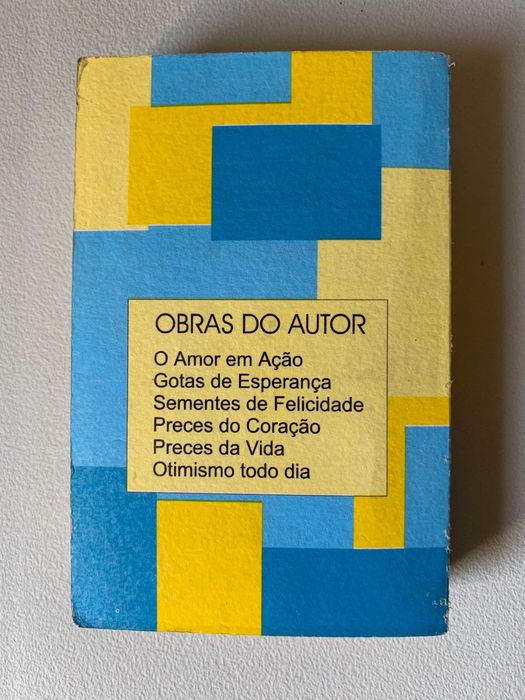 OBRAS DO AUTOR
O Amor em Ação
Gotas de Esperança
Sementes de Felicidade
Preces do Coração
Preces da Vida
Otimismo todo dia